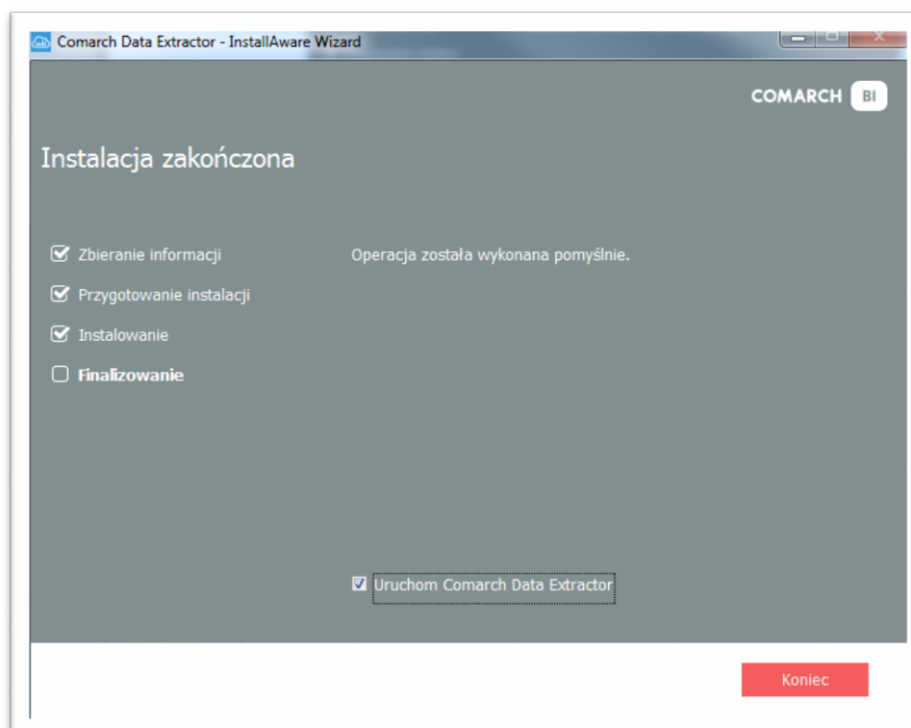 Comarch Data Extractor - InstallAware Wizard
COMARCH BI
Instalacja zakończona
Zbieranie informacji
Operacja została wykonana pomyślnie.
Przygotowanie instalacji
Instalowanie
Finalizowanie
Uruchom Comarch Data Extractor
Koniec